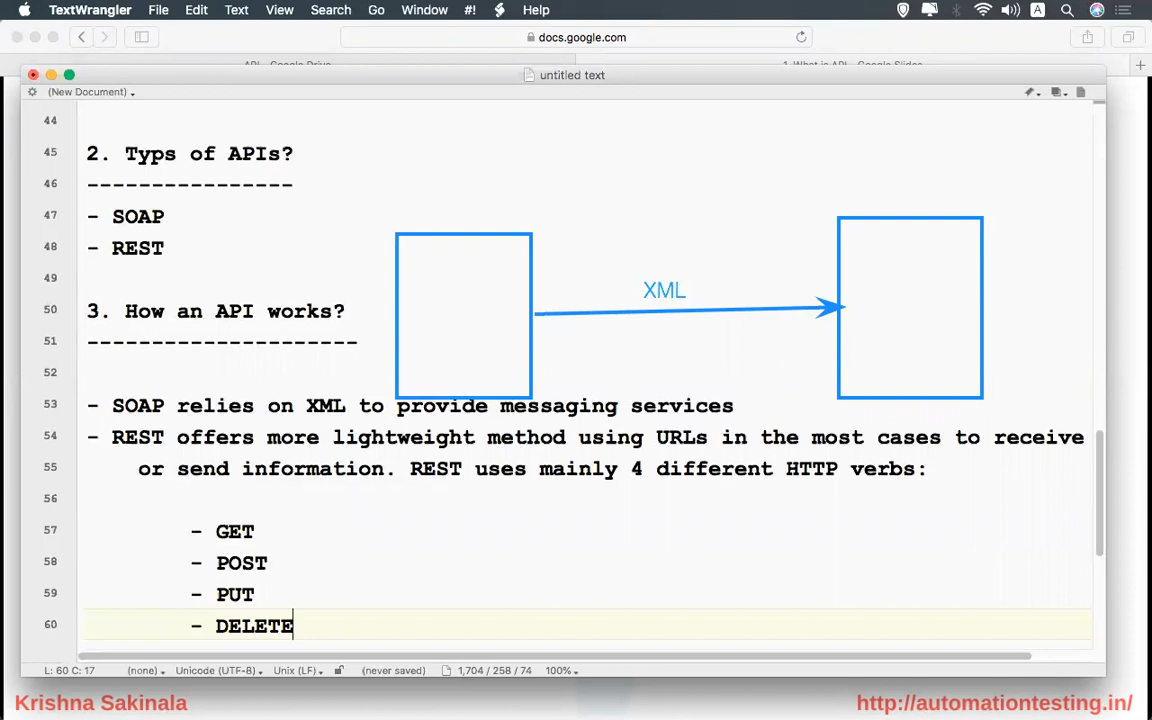 TextWrangler File Edit Text View Search Go Window #! Help
docs.google.com
untitled text
(New Document)
44
45 2. Typs of APIs?
46 ----------------
47 - SOAP
48 - REST
XML
49
50 3. How an API works?
51 ---------------------
52
53 - SOAP relies on XML to provide messaging services
54 - REST offers more lightweight method using URLs in the most cases to receive
55 or send information. REST uses mainly 4 different HTTP verbs:
56
57 - GET
58 - POST
59 - PUT
60 - DELETE
L: 60 C: 17 (none) Unicode (UTF-8) Unix (LF) (never saved) 1,704 / 258 / 74 100%
Krishna Sakinala http://automationtesting.in/